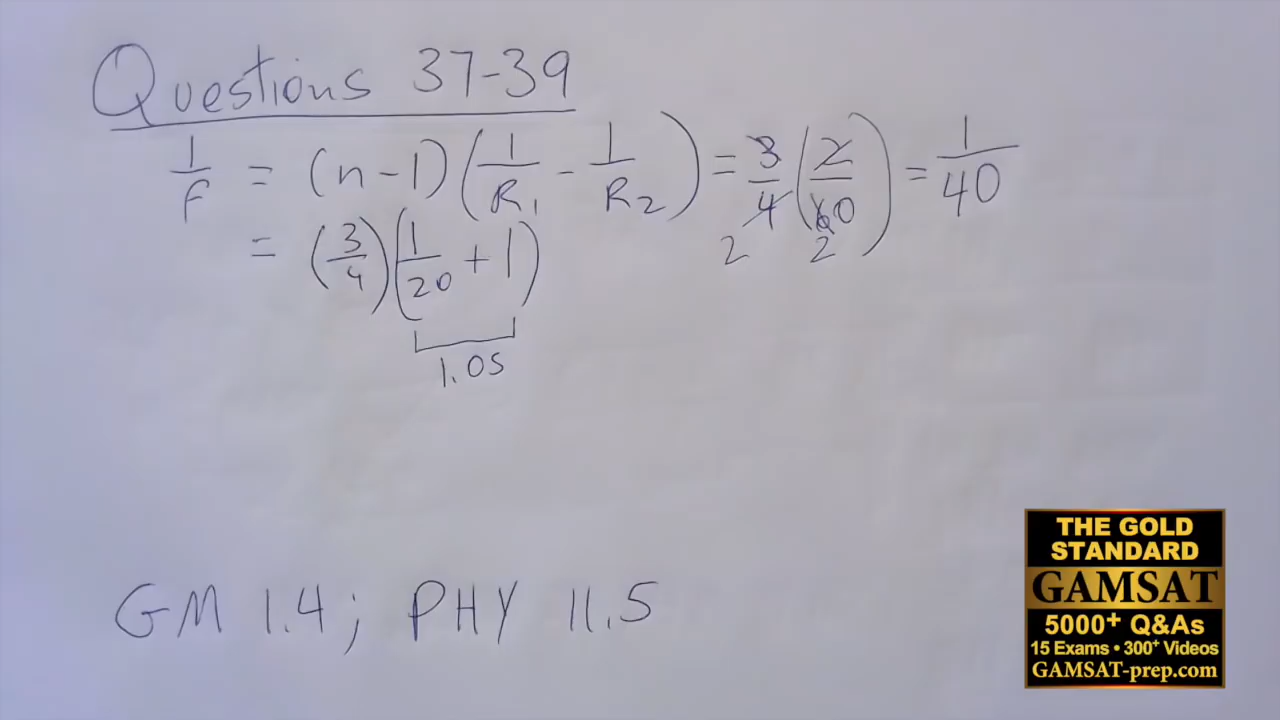 Questions 37-39
1/F = (n-1)(1/R₁ - 1/R₂) = 3/4 (2/60) = 1/40
2 2
= (3/4)(1/20 + 1)
1.05
GM 1.4; PHY 11.5
THE GOLD
STANDARD
GAMSAT
5000⁺ Q&As
15 Exams • 300⁺ Videos
GAMSAT-prep.com